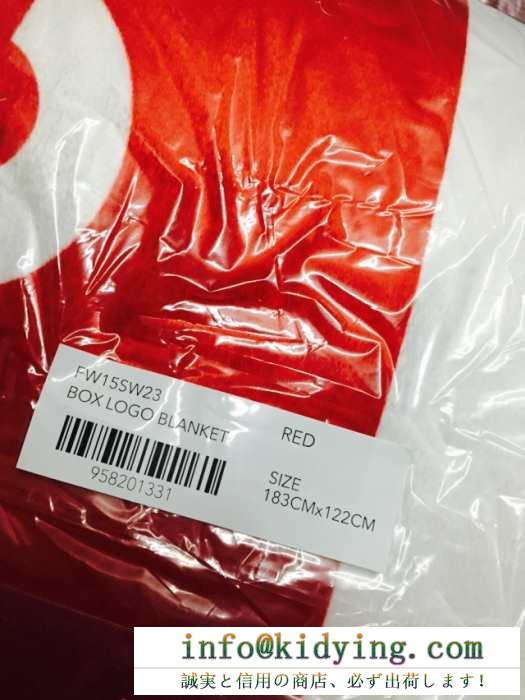 FW15SW23
BOX LOGO BLANKET RED
958201331
SIZE
183CMx122CM
info@kidying.com
誠実と信用の商店、必ず出荷します!